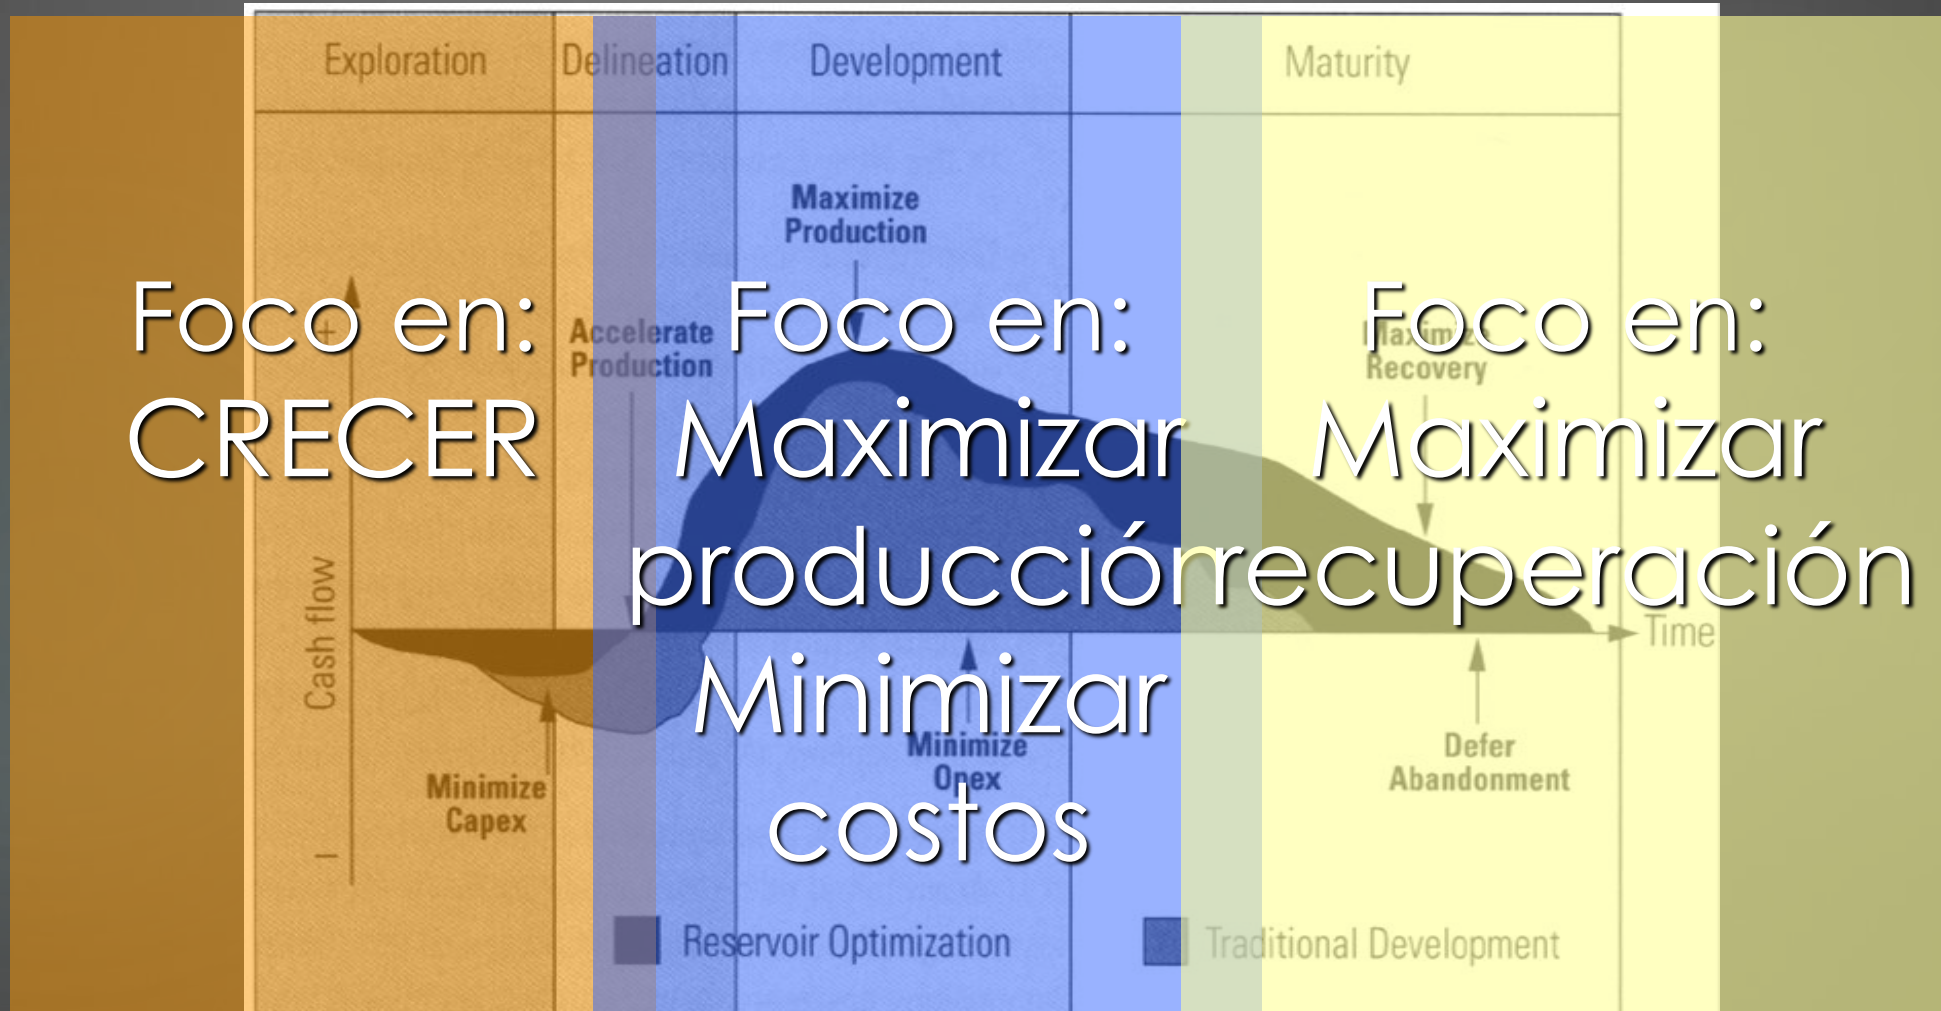 Exploration
Delineation
Development
Maturity
Maximize
Production
Accelerate
Production
Maximize
Recovery
Foco en:
CRECER
Foco en:
Maximizar
producción
Minimizar
costos
Foco en:
Maximizar
recuperación
+
Cash flow
–
Time
Minimize
Capex
Minimize
Opex
Defer
Abandonment
Reservoir Optimization
Traditional Development